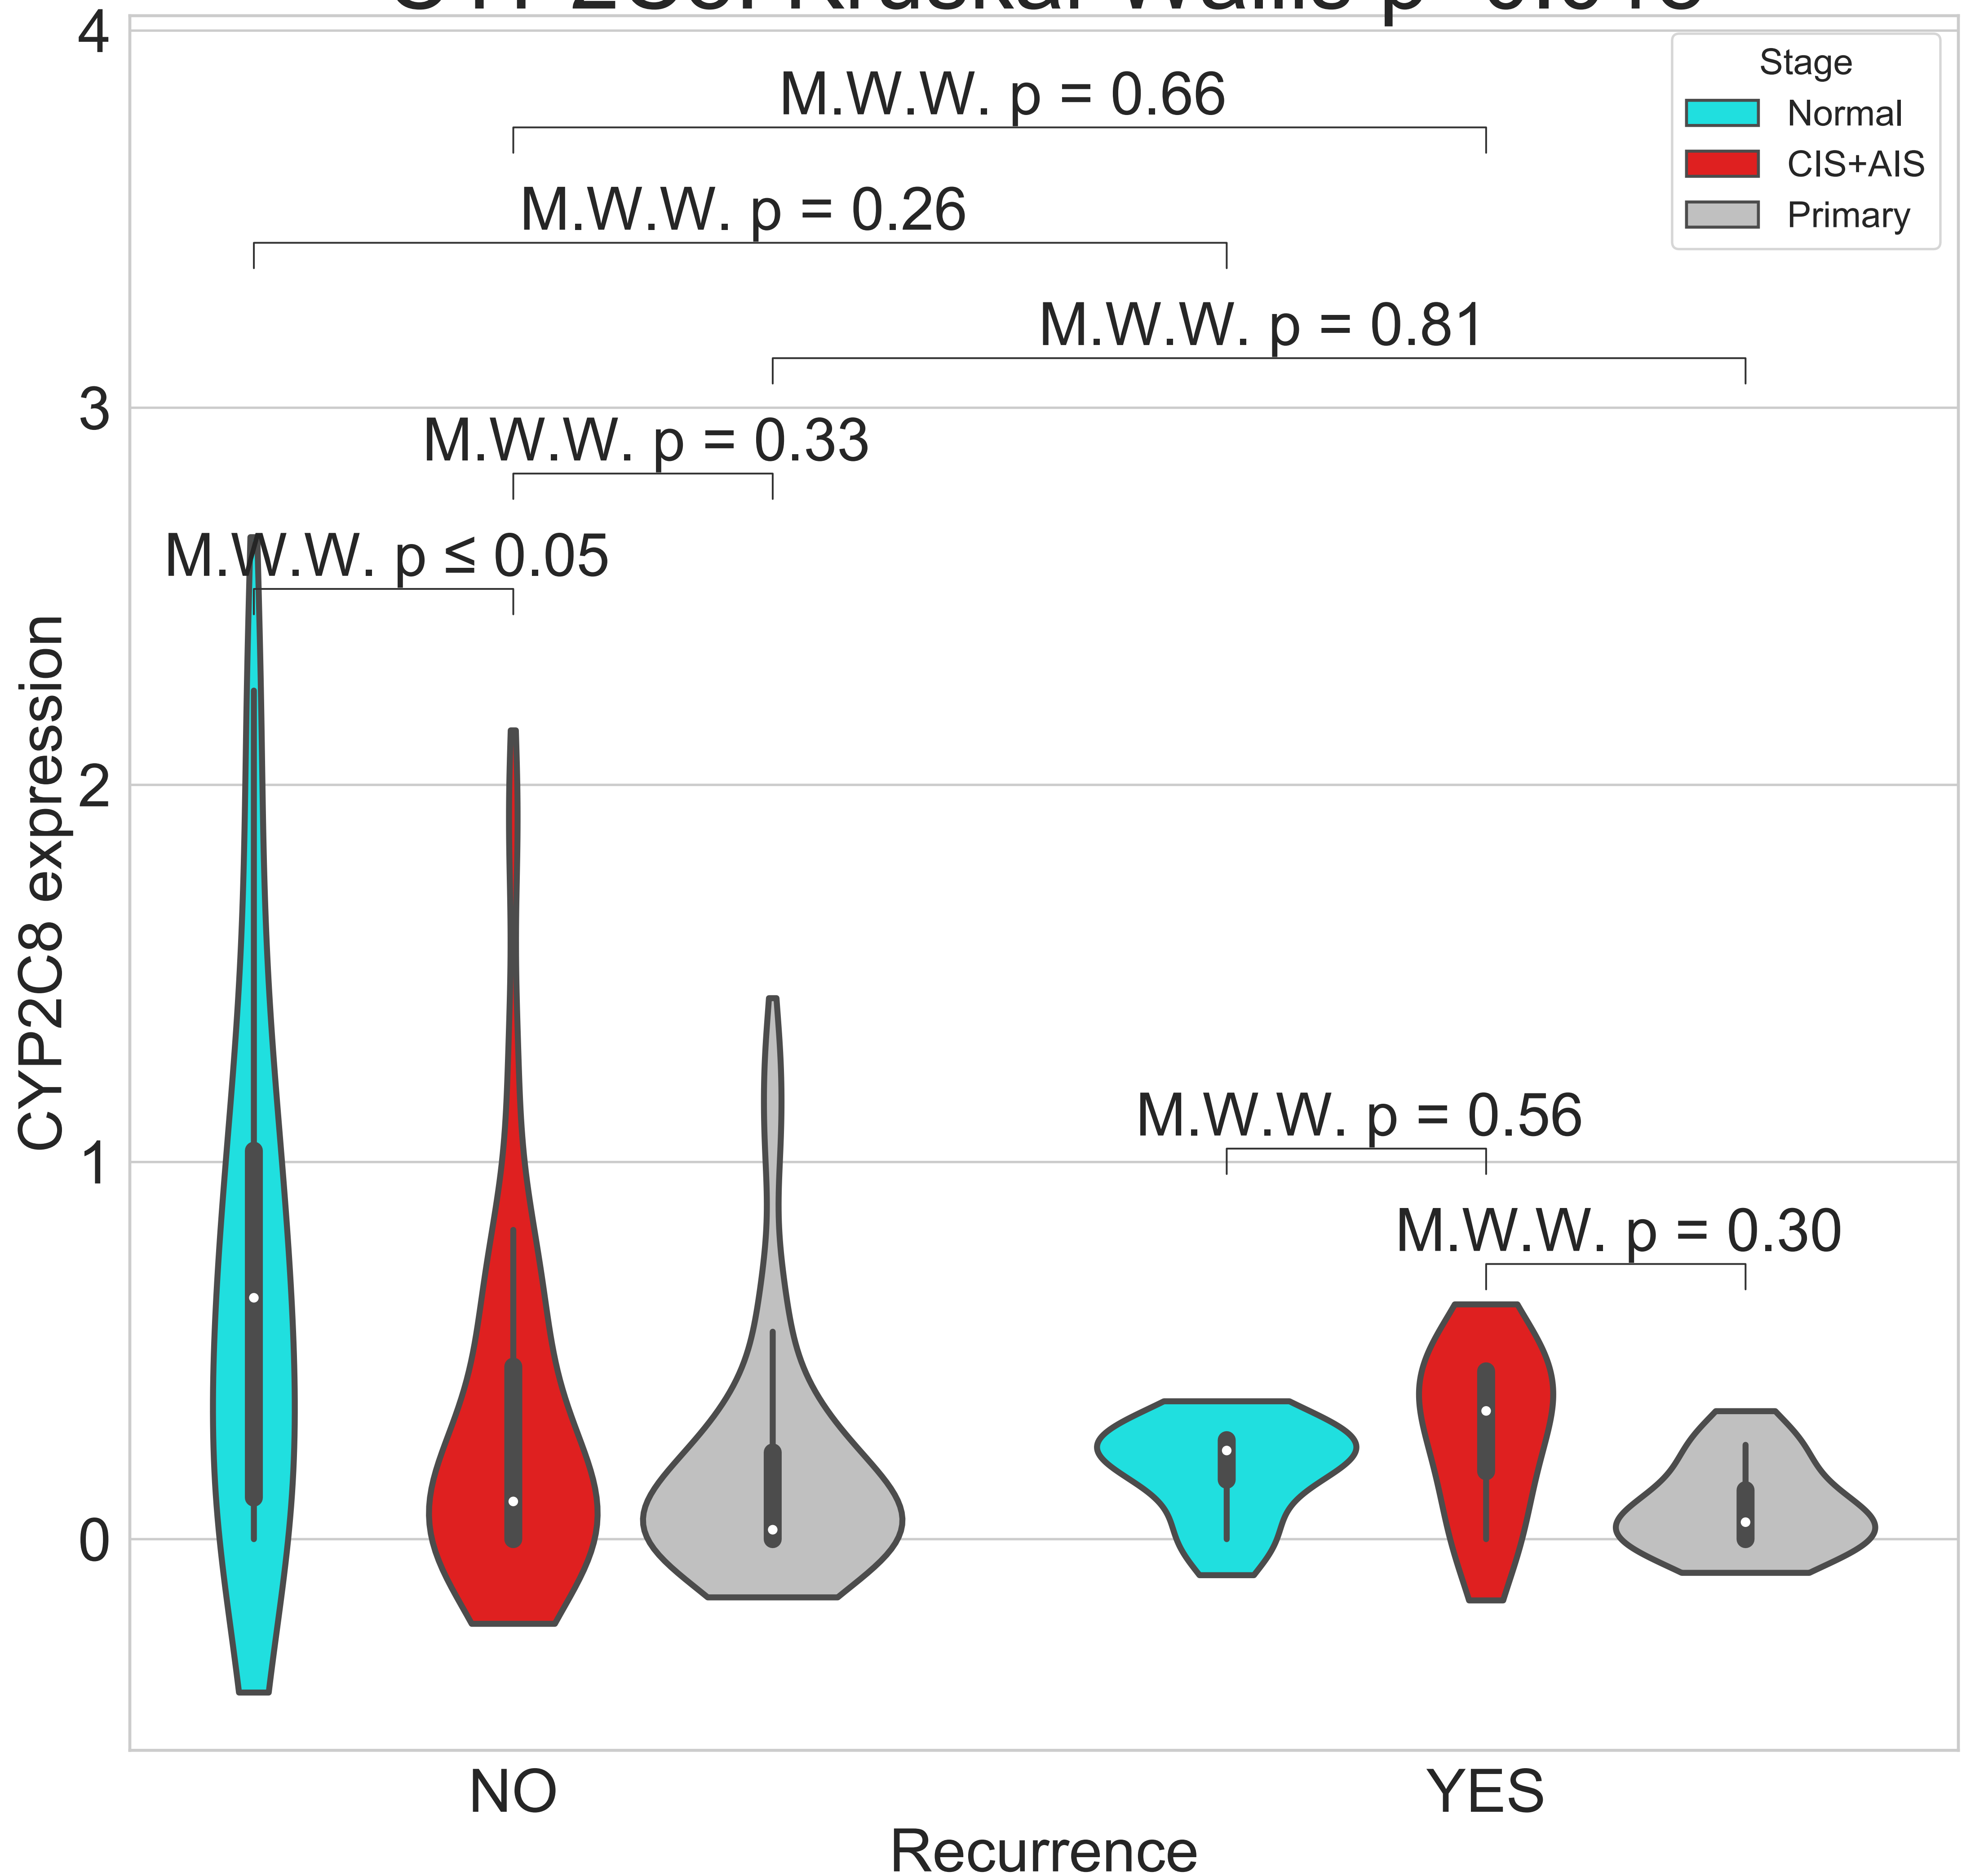 4
Stage
Normal
CIS+AIS
Primary
M.W.W. p = 0.66
M.W.W. p = 0.26
M.W.W. p = 0.81
3
M.W.W. p = 0.33
M.W.W. p ≤ 0.05
2
CYP2C8 expression
1
M.W.W. p = 0.56
M.W.W. p = 0.30
0
NO
YES
Recurrence